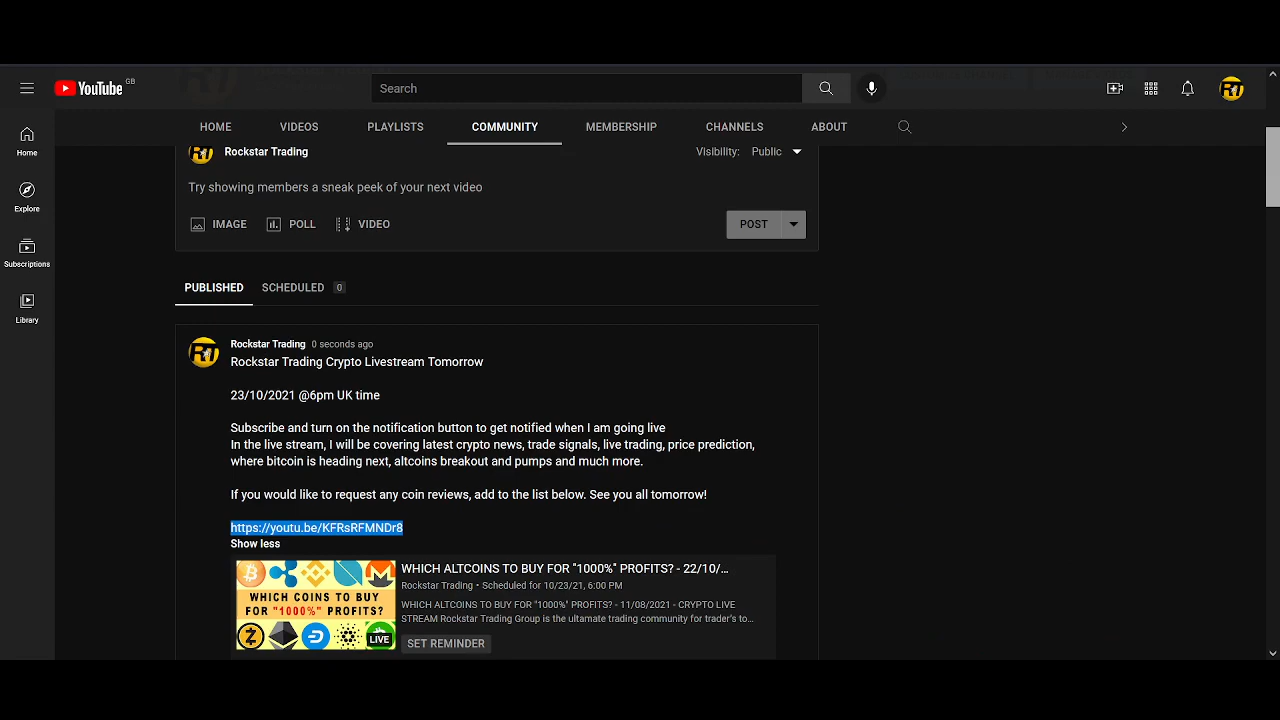 YouTube GB
Search
HOME VIDEOS PLAYLISTS COMMUNITY MEMBERSHIP CHANNELS ABOUT
Home
Explore
Subscriptions
Library
Rockstar Trading
Visibility: Public
Try showing members a sneak peek of your next video
IMAGE POLL VIDEO
POST
PUBLISHED SCHEDULED 0
Rockstar Trading 0 seconds ago
Rockstar Trading Crypto Livestream Tomorrow
23/10/2021 @6pm UK time
Subscribe and turn on the notification button to get notified when I am going live
In the live stream, I will be covering latest crypto news, trade signals, live trading, price prediction,
where bitcoin is heading next, altcoins breakout and pumps and much more.
If you would like to request any coin reviews, add to the list below. See you all tomorrow!
https://youtu.be/KFRsRFMNDr8
Show less
WHICH COINS TO BUY
FOR "1000%" PROFITS?
LIVE
WHICH ALTCOINS TO BUY FOR "1000%" PROFITS? - 22/10/...
Rockstar Trading • Scheduled for 10/23/21, 6:00 PM
WHICH ALTCOINS TO BUY FOR "1000%" PROFITS? - 11/08/2021 - CRYPTO LIVE
STREAM Rockstar Trading Group is the ultamate trading community for trader's to...
SET REMINDER